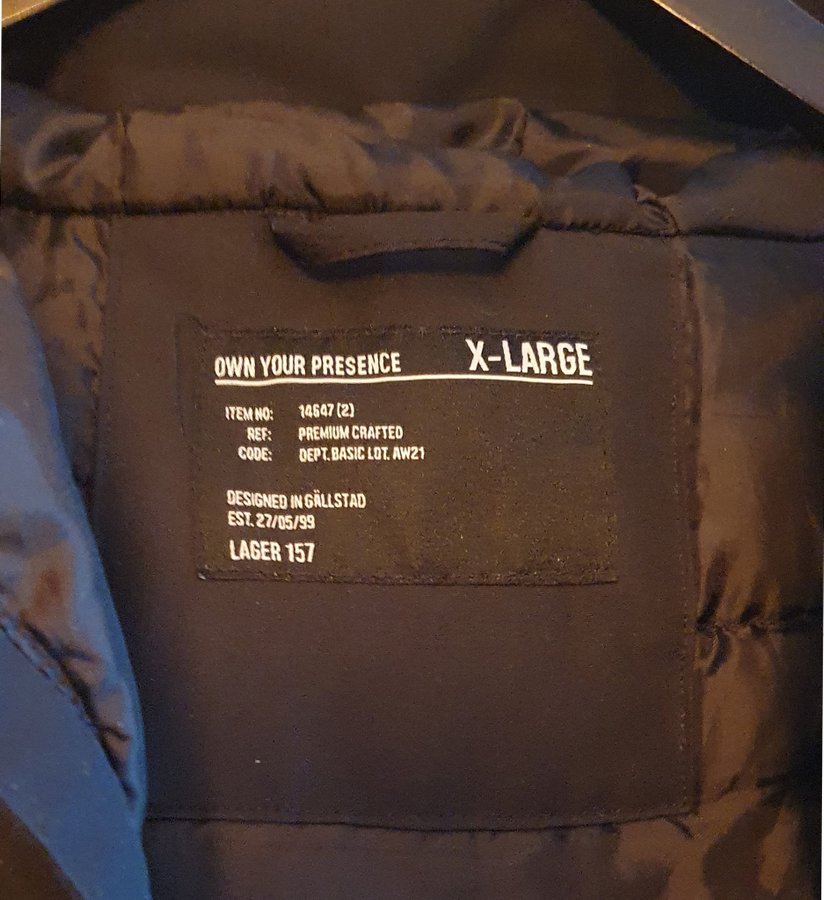 OWN YOUR PRESENCE X-LARGE
ITEM NO: 14647 (2)
REF: PREMIUM CRAFTED
CODE: DEPT. BASIC LOT. AW21
DESIGNED IN GÄLLSTAD
EST. 27/05/99
LAGER 157